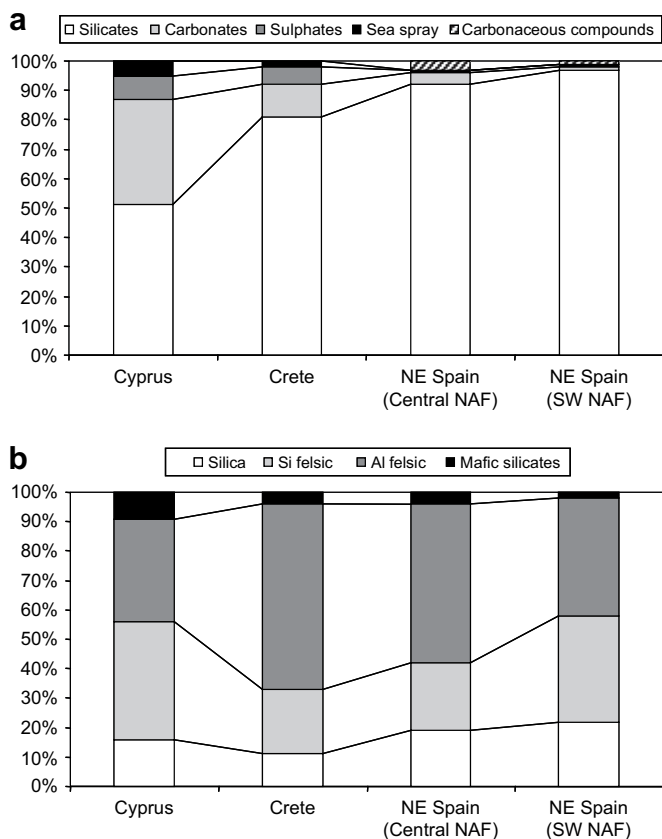 a
Silicates Carbonates Sulphates Sea spray Carbonaceous compounds
100%
90%
80%
70%
60%
50%
40%
30%
20%
10%
0%
Cyprus Crete NE Spain NE Spain
(Central NAF) (SW NAF)
b
Silica Si felsic Al felsic Mafic silicates
100%
90%
80%
70%
60%
50%
40%
30%
20%
10%
0%
Cyprus Crete NE Spain NE Spain
(Central NAF) (SW NAF)